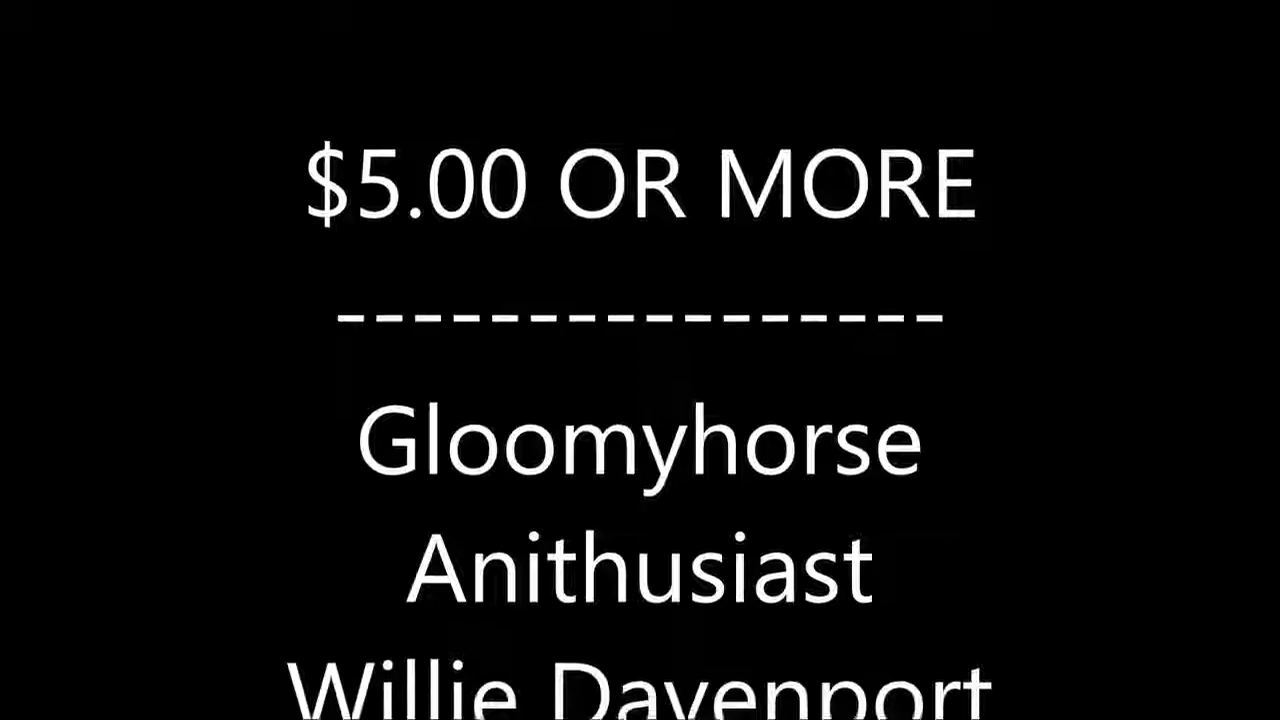 $5.00 OR MORE
-----------------
Gloomyhorse
Anithusiast
Willie Davenport